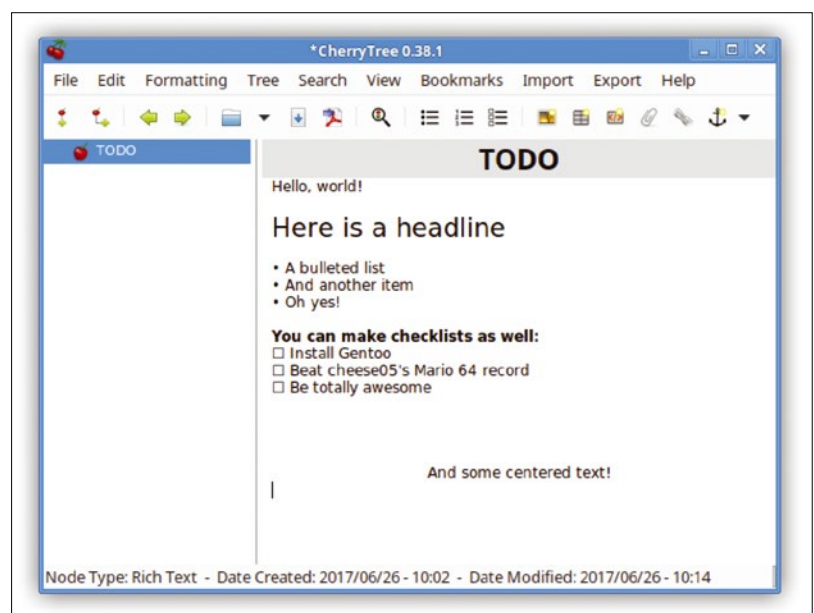 *CherryTree 0.38.1
File Edit Formatting Tree Search View Bookmarks Import Export Help
TODO
TODO
Hello, world!
Here is a headline
• A bulleted list
• And another item
• Oh yes!
You can make checklists as well:
☐ Install Gentoo
☐ Beat cheese05's Mario 64 record
☐ Be totally awesome
And some centered text!
Node Type: Rich Text - Date Created: 2017/06/26 - 10:02 - Date Modified: 2017/06/26 - 10:14